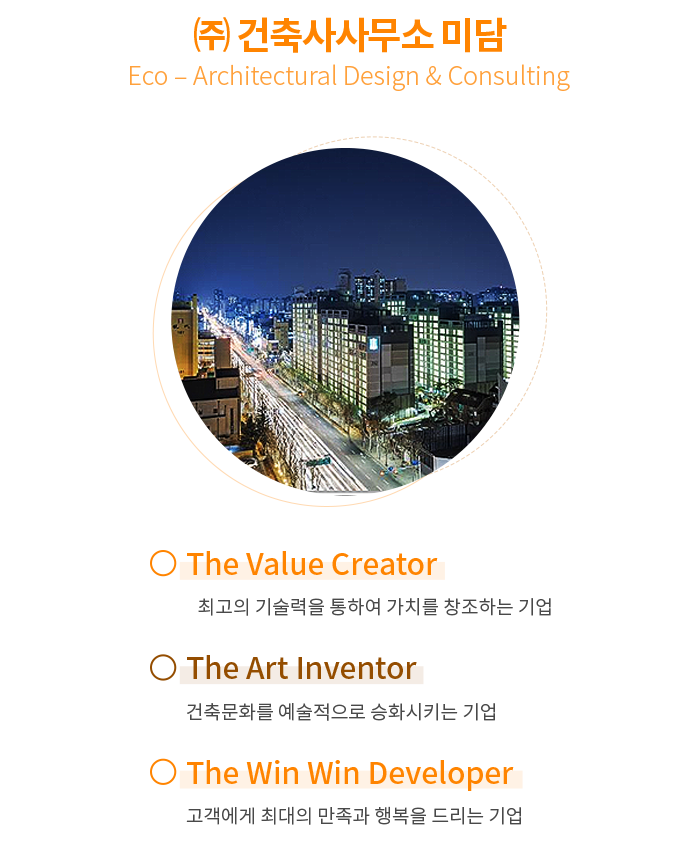 ㈜ 건축사사무소 미담
Eco – Architectural Design & Consulting
The Value Creator
최고의 기술력을 통하여 가치를 창조하는 기업
The Art Inventor
건축문화를 예술적으로 승화시키는 기업
The Win Win Developer
고객에게 최대의 만족과 행복을 드리는 기업